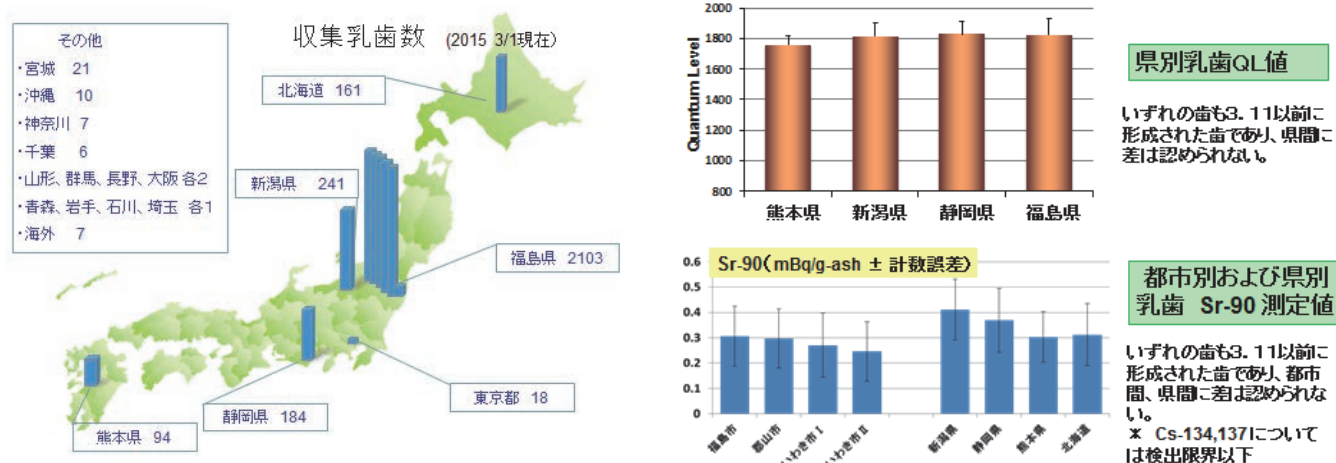 収集乳歯数 (2015 3/1現在)
その他
・宮城 21
・沖縄 10
・神奈川 7
・千葉 6
・山形、群馬、長野、大阪 各2
・青森、岩手、石川、埼玉 各1
・海外 7
北海道 161
新潟県 241
福島県 2103
東京都 18
静岡県 184
熊本県 94
Quantum Level
2000
1800
1600
1400
1200
1000
800
熊本県 新潟県 静岡県 福島県
県別乳歯QL値
いずれの歯も3．11以前に
形成された歯であり、県間に
差は認められない。
Sr-90(mBq/g-ash ± 計数誤差)
0.6
0.5
0.4
0.3
0.2
0.1
0
福島市 郡山市 いわき市Ⅰ いわき市Ⅱ 新潟県 静岡県 熊本県 北海道
都市別および県別
乳歯 Sr-90 測定値
いずれの歯も3．11以前に
形成された歯であり、都市
間、県間に差は認められな
い。
＊ Cs-134,137について
は検出限界以下